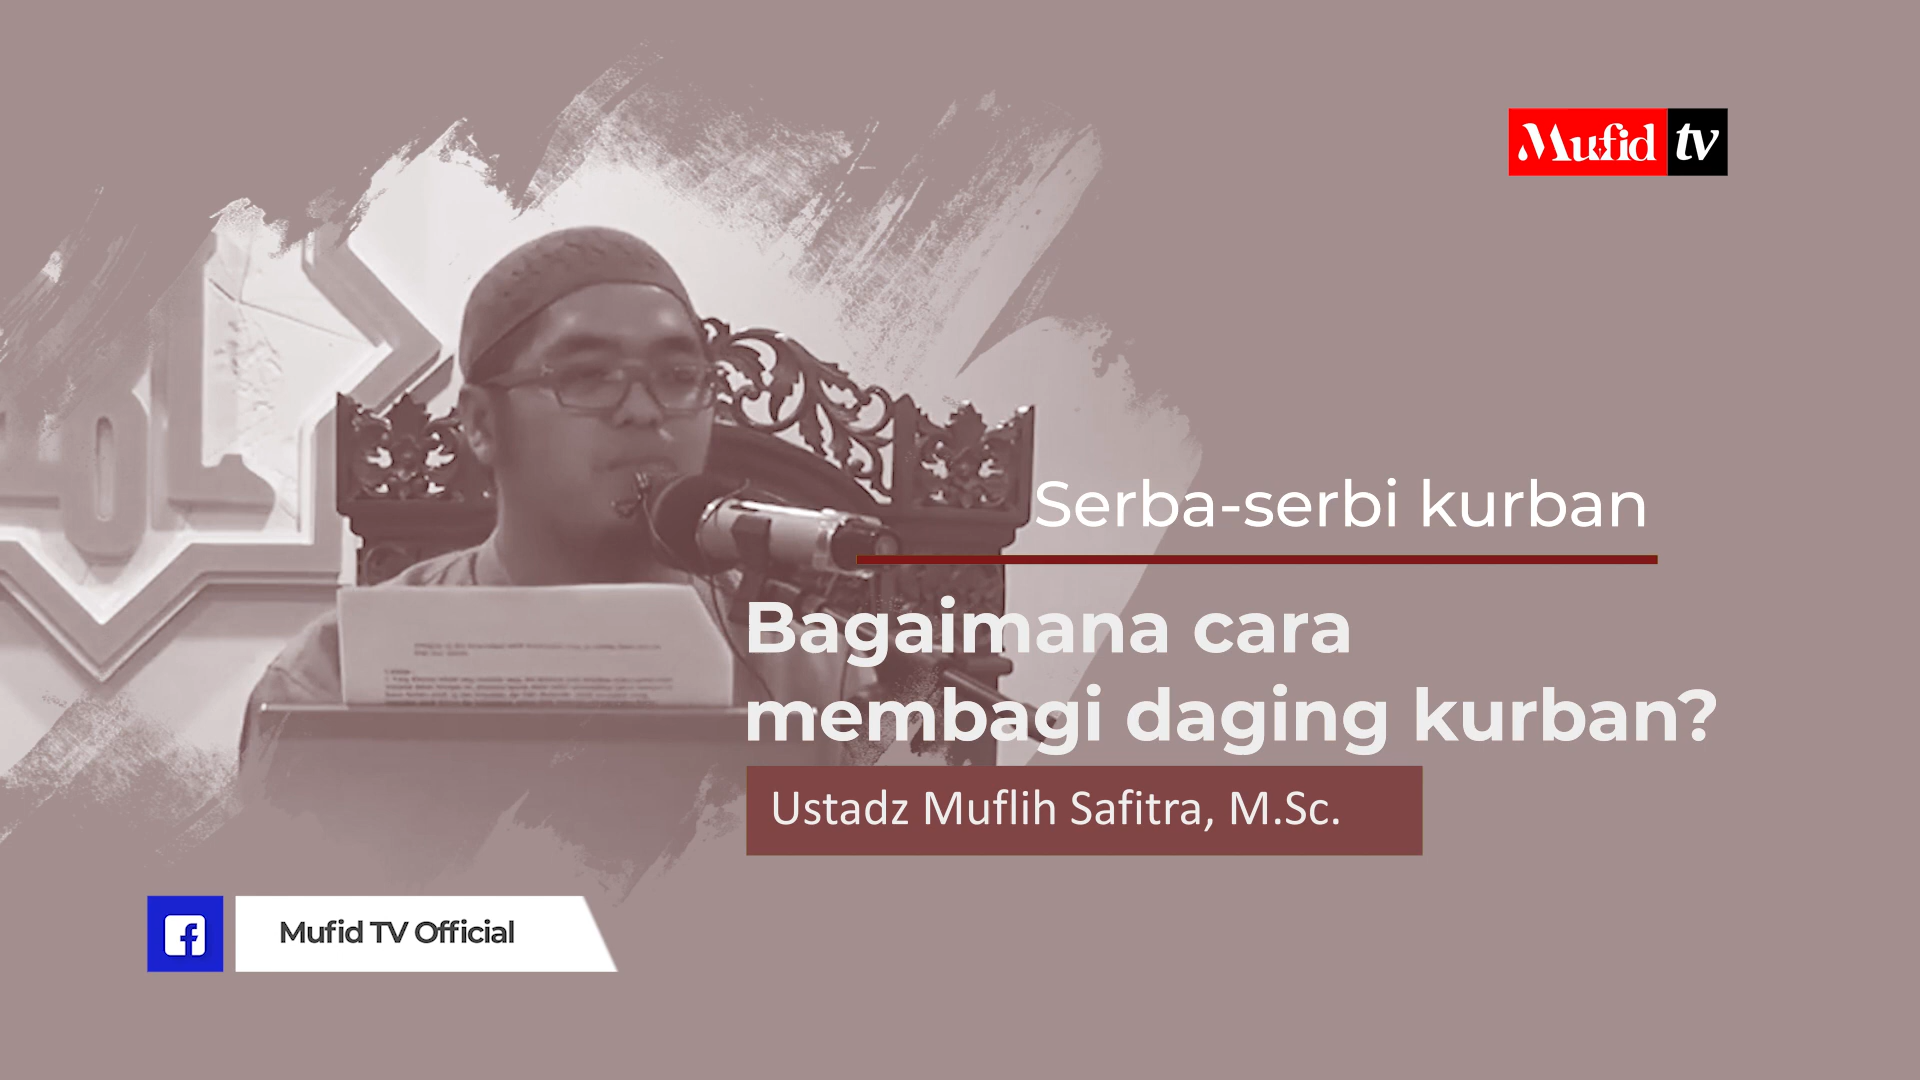 Mufid tv
Serba-serbi kurban
Bagaimana cara
membagi daging kurban?
Ustadz Muflih Safitra, M.Sc.
Mufid TV Official